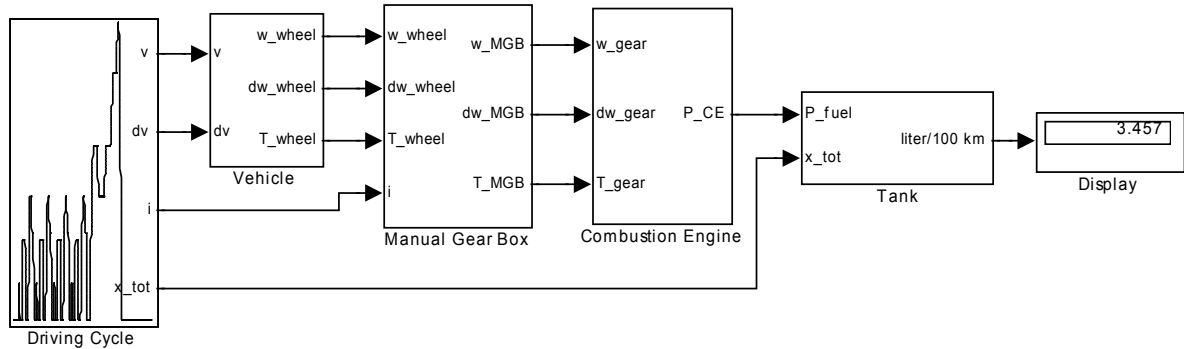 v
dv
i
x_tot
Driving Cycle
v
dv
w_wheel
dw_wheel
T_wheel
Vehicle
w_wheel
dw_wheel
T_wheel
i
w_MGB
dw_MGB
T_MGB
Manual Gear Box
w_gear
dw_gear
T_gear
P_CE
Combustion Engine
P_fuel
x_tot
liter/100 km
Tank
3.457
Display